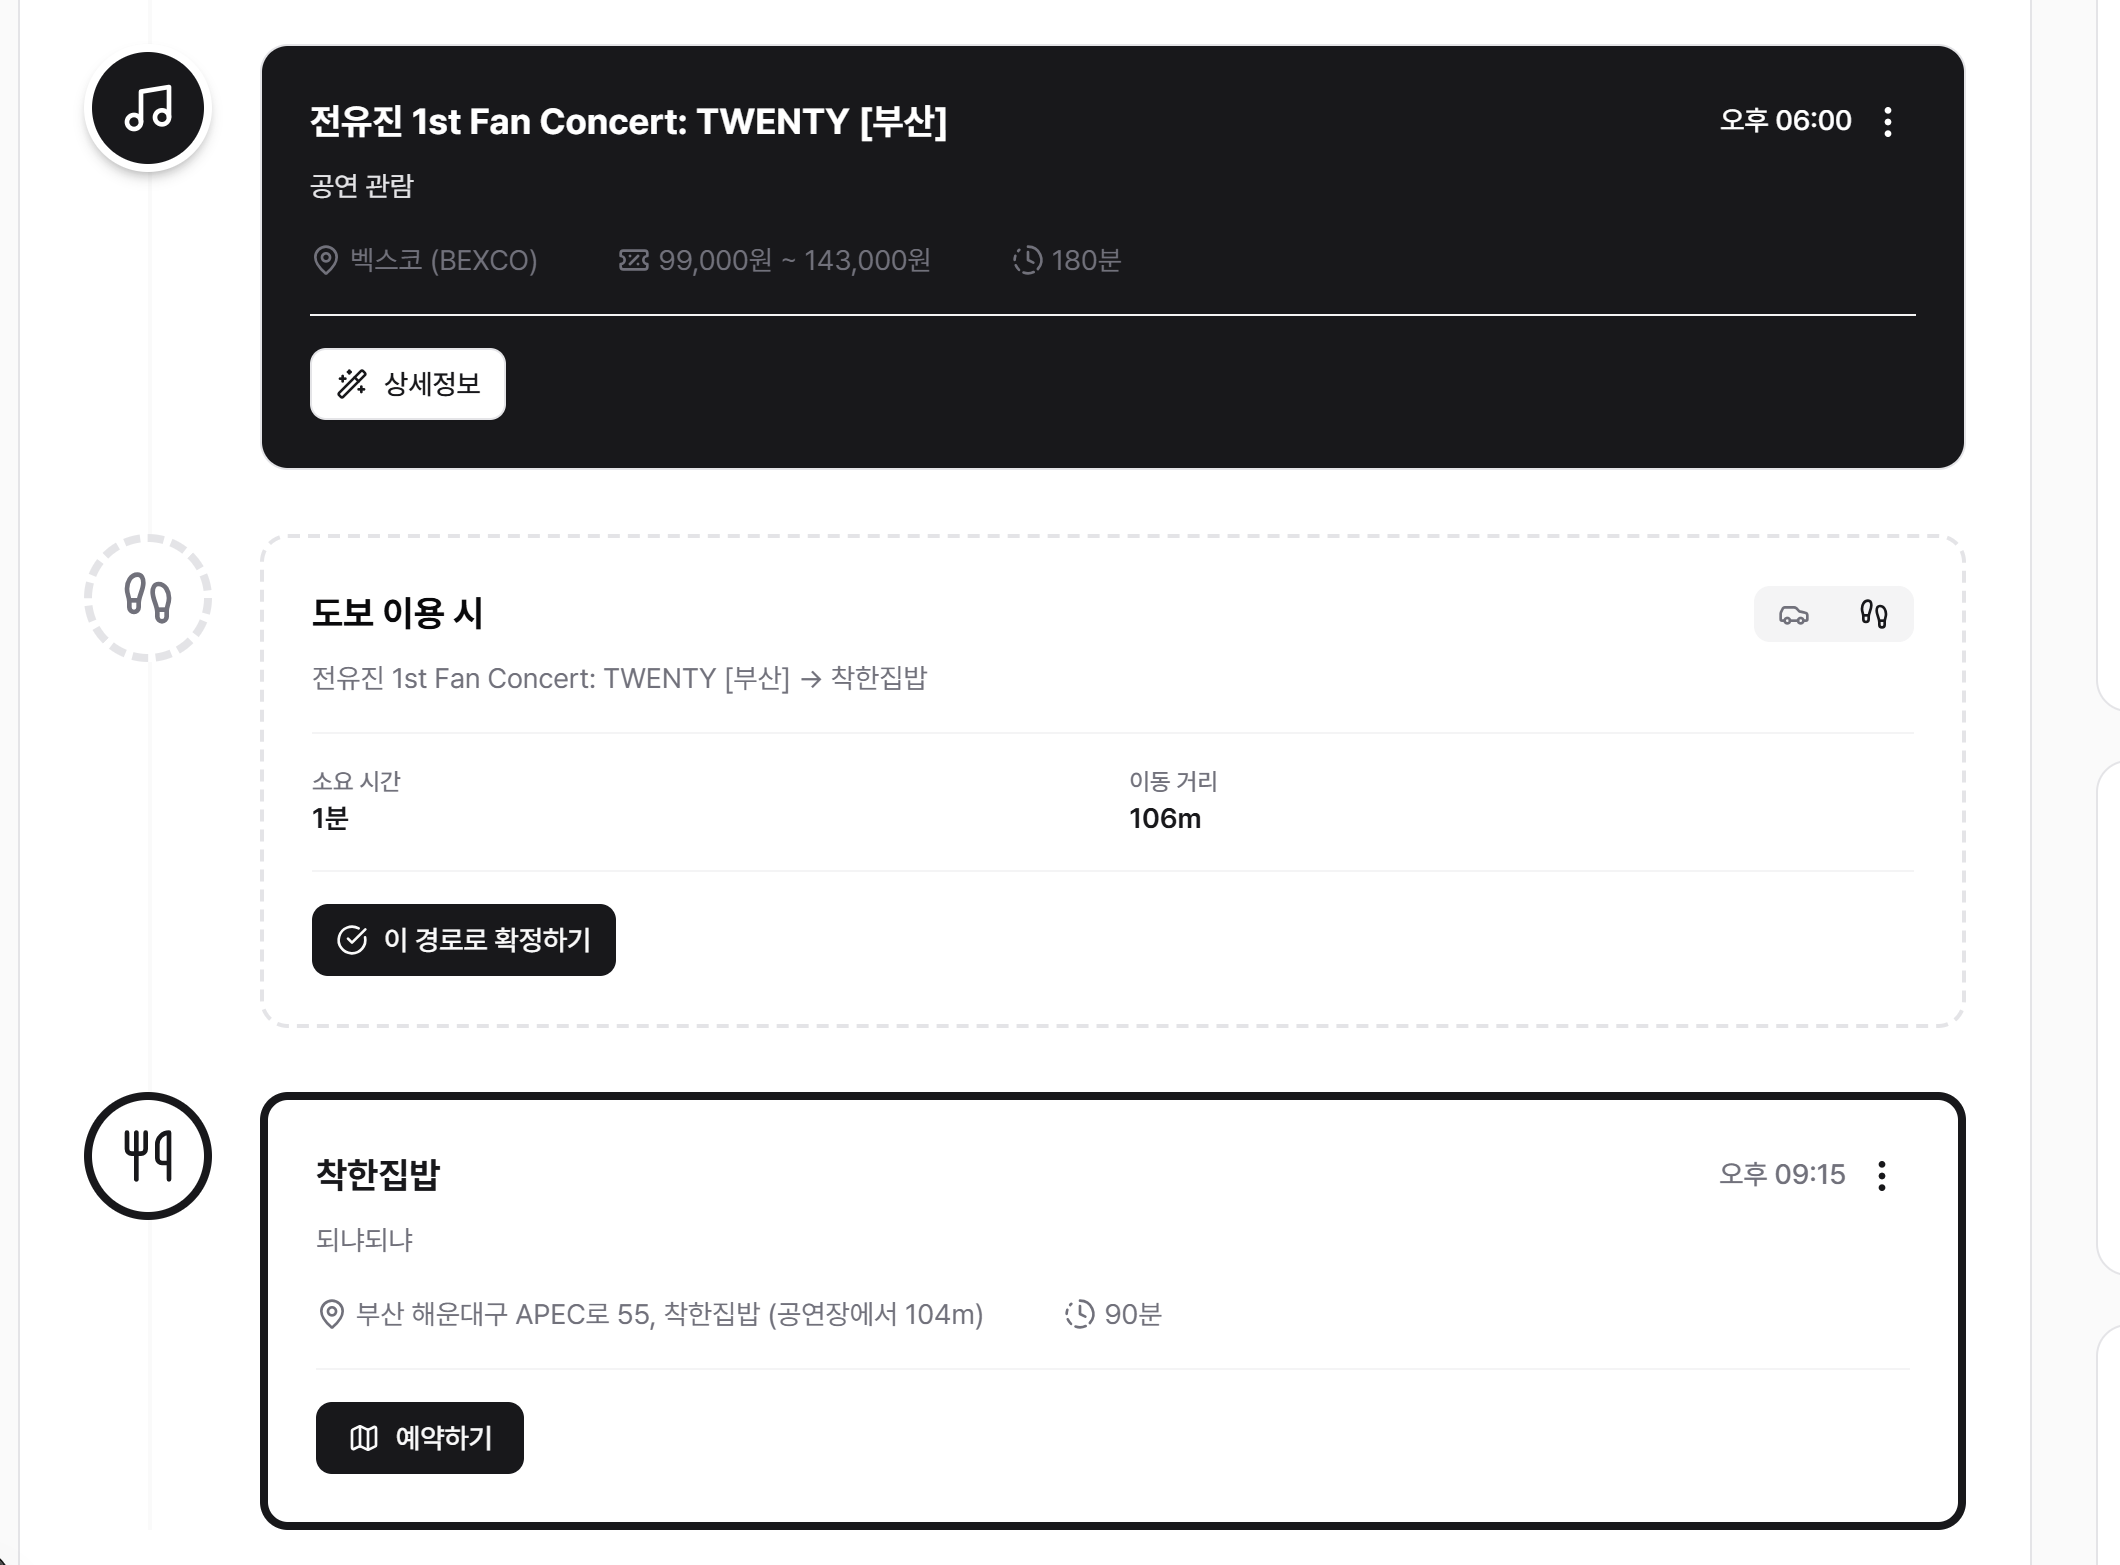 전유진 1st Fan Concert: TWENTY [부산]
오후 06:00
공연 관람
벡스코 (BEXCO)
99,000원 ~ 143,000원
180분
상세정보
도보 이용 시
전유진 1st Fan Concert: TWENTY [부산] → 착한집밥
소요 시간
1분
이동 거리
106m
이 경로로 확정하기
착한집밥
오후 09:15
되냐되냐
부산 해운대구 APEC로 55, 착한집밥 (공연장에서 104m)
90분
예약하기